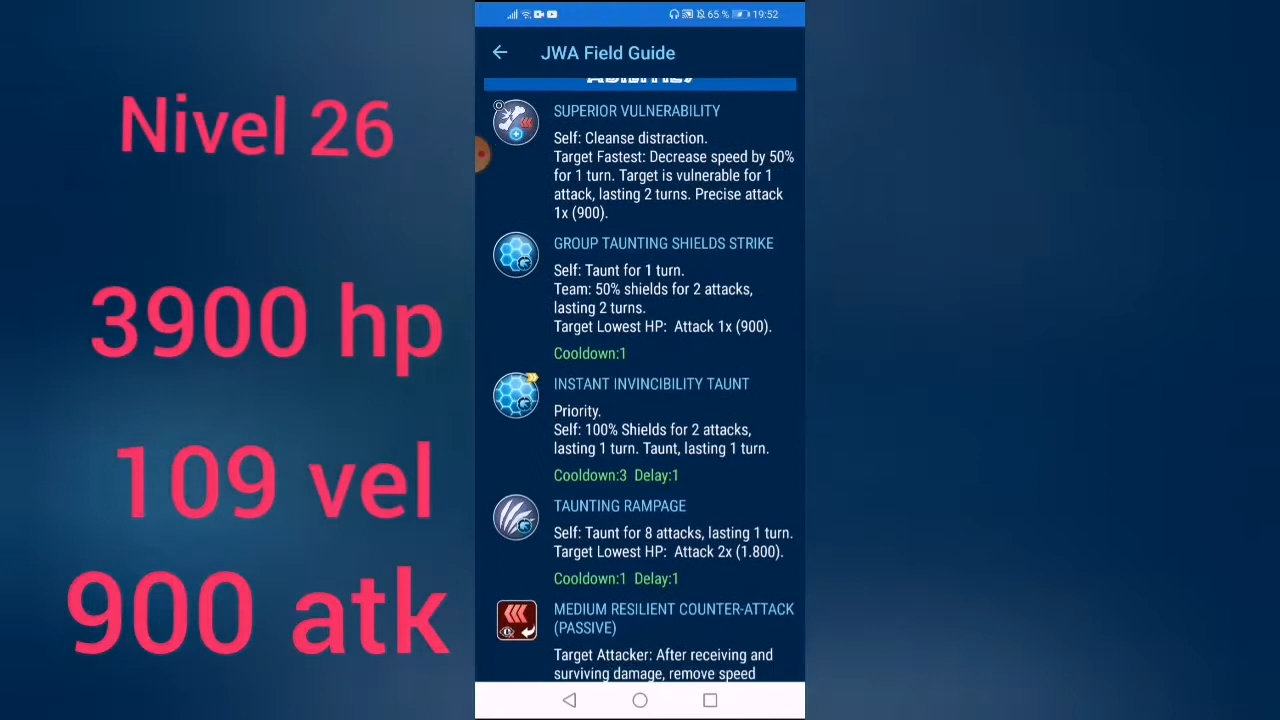 65 % 19:52
JWA Field Guide
ABILITIES
Nivel 26
3900 hp
109 vel
900 atk
SUPERIOR VULNERABILITY
Self: Cleanse distraction.
Target Fastest: Decrease speed by 50%
for 1 turn. Target is vulnerable for 1
attack, lasting 2 turns. Precise attack
1x (900).
GROUP TAUNTING SHIELDS STRIKE
Self: Taunt for 1 turn.
Team: 50% shields for 2 attacks,
lasting 2 turns.
Target Lowest HP: Attack 1x (900).
Cooldown:1
INSTANT INVINCIBILITY TAUNT
Priority.
Self: 100% Shields for 2 attacks,
lasting 1 turn. Taunt, lasting 1 turn.
Cooldown:3 Delay:1
TAUNTING RAMPAGE
Self: Taunt for 8 attacks, lasting 1 turn.
Target Lowest HP: Attack 2x (1.800).
Cooldown:1 Delay:1
MEDIUM RESILIENT COUNTER-ATTACK
(PASSIVE)
Target Attacker: After receiving and
surviving damage, remove speed